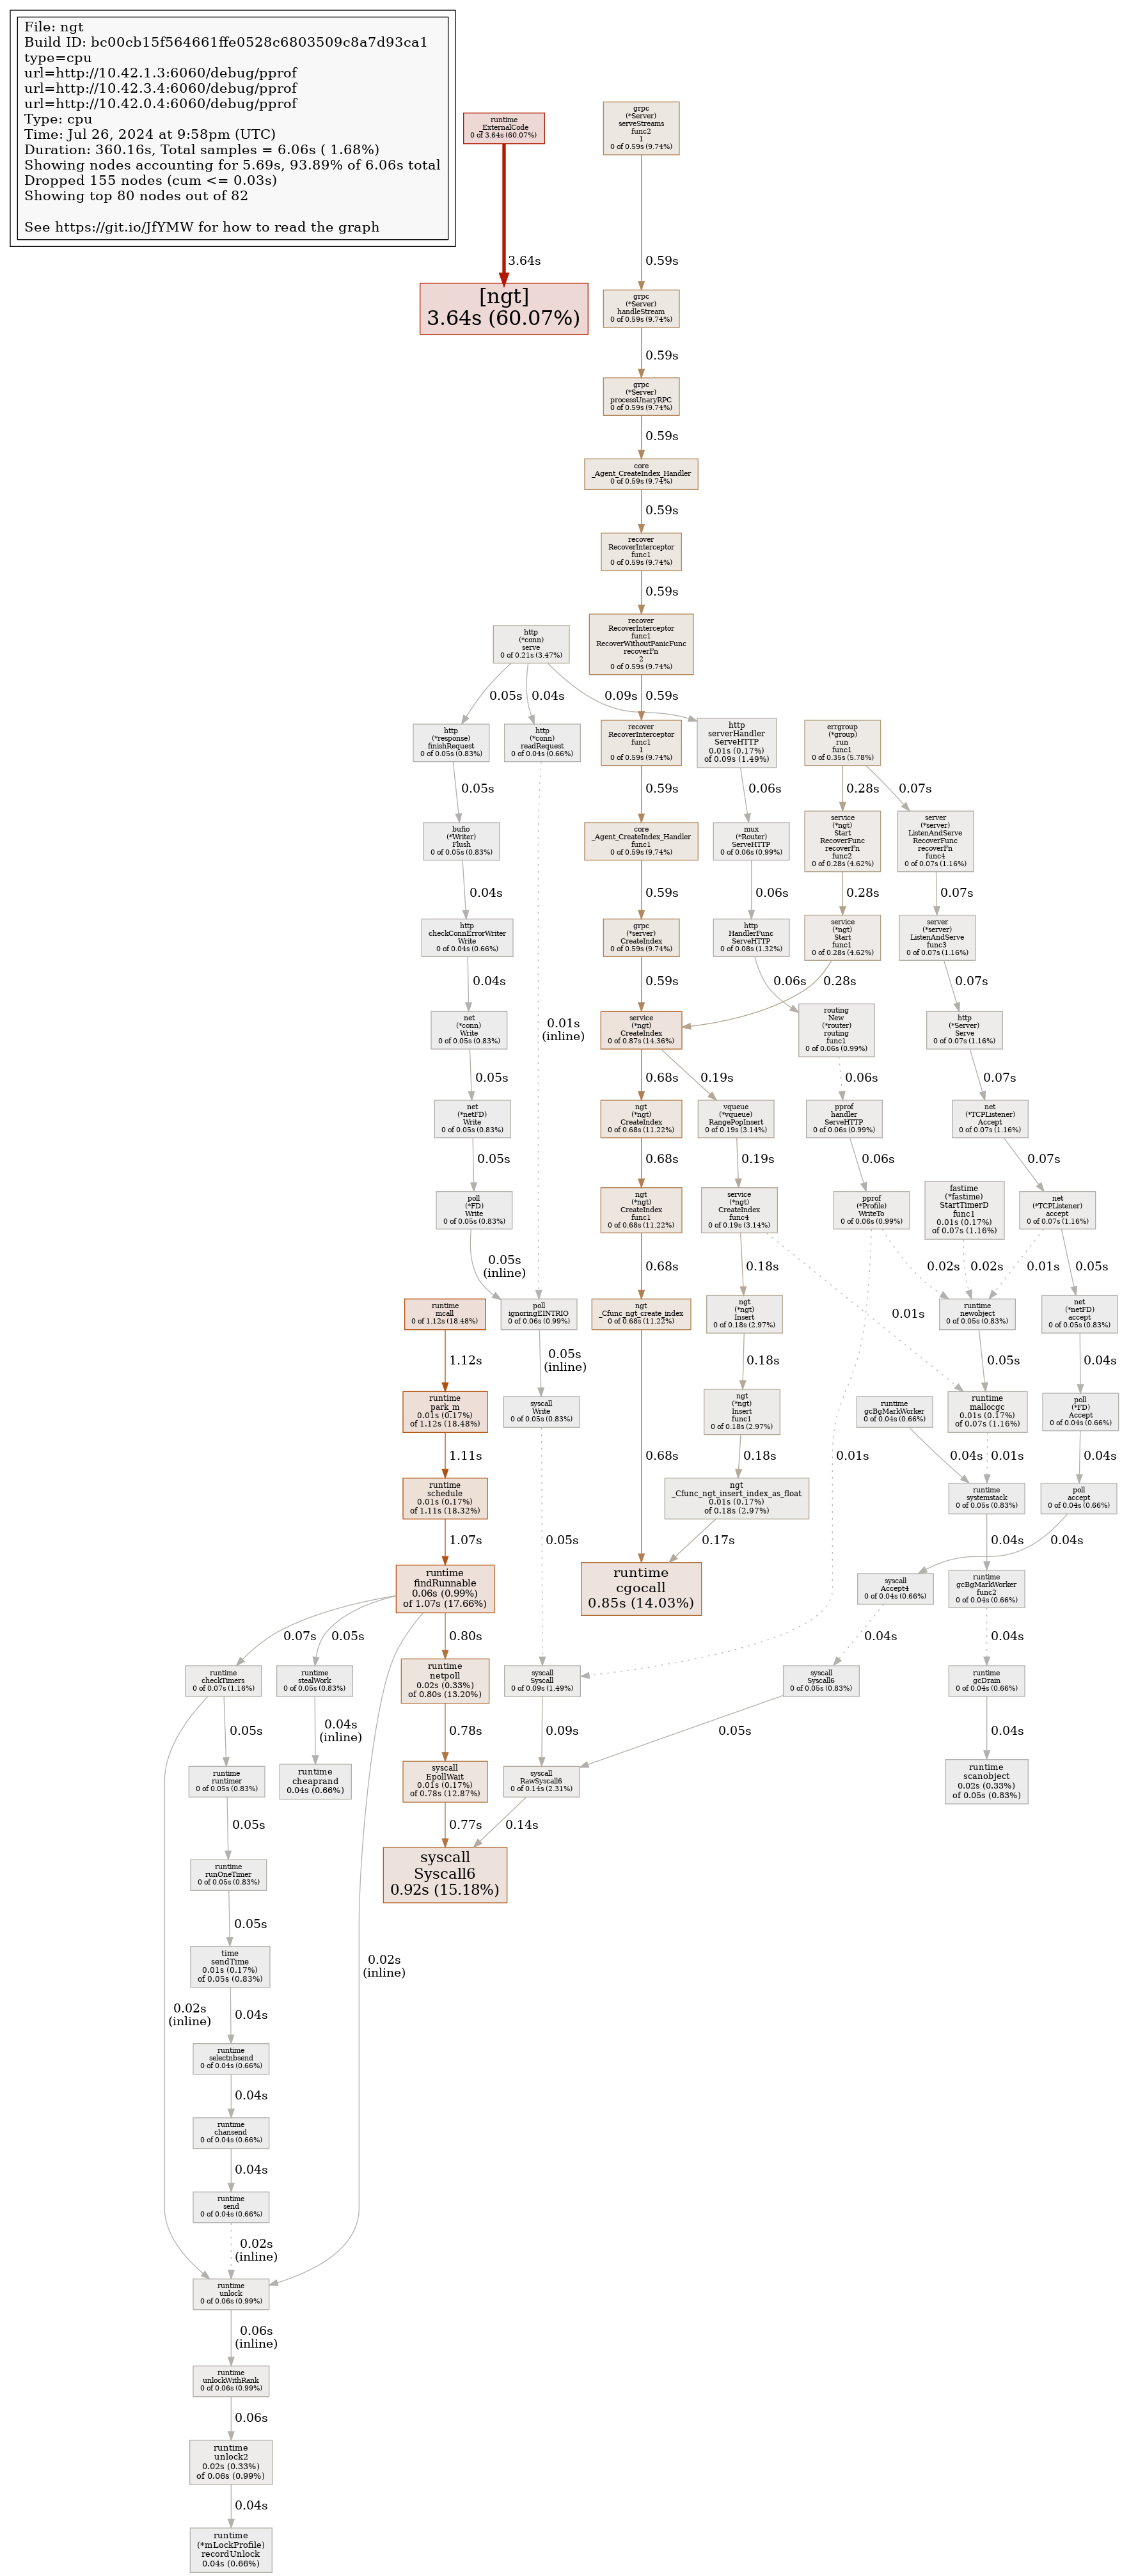 File: ngt
Build ID: bc00cb15f564661ffe0528c6803509c8a7d93ca1
type=cpu
url=http://10.42.1.3:6060/debug/pprof
url=http://10.42.3.4:6060/debug/pprof
url=http://10.42.0.4:6060/debug/pprof
Type: cpu
Time: Jul 26, 2024 at 9:58pm (UTC)
Duration: 360.16s, Total samples = 6.06s ( 1.68%)
Showing nodes accounting for 5.69s, 93.89% of 6.06s total
Dropped 155 nodes (cum <= 0.03s)
Showing top 80 nodes out of 82
See https://git.io/JfYMW for how to read the graph
runtime
_ExternalCode
0 of 3.64s (60.07%)
grpc
(*Server)
serveStreams
func2
1
0 of 0.59s (9.74%)
3.64s
0.59s
[ngt]
3.64s (60.07%)
grpc
(*Server)
handleStream
0 of 0.59s (9.74%)
0.59s
grpc
(*Server)
processUnaryRPC
0 of 0.59s (9.74%)
0.59s
core
_Agent_CreateIndex_Handler
0 of 0.59s (9.74%)
0.59s
recover
RecoverInterceptor
func1
0 of 0.59s (9.74%)
0.59s
recover
RecoverInterceptor
func1
RecoverWithoutPanicFunc
recoverFn
2
0 of 0.59s (9.74%)
http
(*conn)
serve
0 of 0.21s (3.47%)
0.05s
0.04s
0.09s
0.59s
http
(*response)
finishRequest
0 of 0.05s (0.83%)
http
(*conn)
readRequest
0 of 0.04s (0.66%)
recover
RecoverInterceptor
func1
1
0 of 0.59s (9.74%)
http
serverHandler
ServeHTTP
0.01s (0.17%)
of 0.09s (1.49%)
errgroup
(*group)
run
func1
0 of 0.35s (5.78%)
0.05s
0.59s
0.06s
0.28s
0.07s
bufio
(*Writer)
Flush
0 of 0.05s (0.83%)
core
_Agent_CreateIndex_Handler
func1
0 of 0.59s (9.74%)
mux
(*Router)
ServeHTTP
0 of 0.06s (0.99%)
service
(*ngt)
Start
RecoverFunc
recoverFn
func2
0 of 0.28s (4.62%)
server
(*server)
ListenAndServe
RecoverFunc
recoverFn
func4
0 of 0.07s (1.16%)
0.04s
0.59s
0.06s
0.28s
0.07s
http
checkConnErrorWriter
Write
0 of 0.04s (0.66%)
grpc
(*server)
CreateIndex
0 of 0.59s (9.74%)
http
HandlerFunc
ServeHTTP
0 of 0.08s (1.32%)
service
(*ngt)
Start
func1
0 of 0.28s (4.62%)
server
(*server)
ListenAndServe
func3
0 of 0.07s (1.16%)
0.04s
0.59s
0.06s
0.28s
0.07s
net
(*conn)
Write
0 of 0.05s (0.83%)
0.01s
(inline)
service
(*ngt)
CreateIndex
0 of 0.87s (14.36%)
routing
New
(*router)
routing
func1
0 of 0.06s (0.99%)
http
(*Server)
Serve
0 of 0.07s (1.16%)
0.05s
0.68s
0.19s
0.06s
0.07s
net
(*netFD)
Write
0 of 0.05s (0.83%)
ngt
(*ngt)
CreateIndex
0 of 0.68s (11.22%)
vqueue
(*vqueue)
RangePopInsert
0 of 0.19s (3.14%)
pprof
handler
ServeHTTP
0 of 0.06s (0.99%)
net
(*TCPListener)
Accept
0 of 0.07s (1.16%)
0.05s
0.68s
0.19s
0.06s
0.07s
poll
(*FD)
Write
0 of 0.05s (0.83%)
ngt
(*ngt)
CreateIndex
func1
0 of 0.68s (11.22%)
service
(*ngt)
CreateIndex
func4
0 of 0.19s (3.14%)
pprof
(*Profile)
WriteTo
0 of 0.06s (0.99%)
fastime
(*fastime)
StartTimerD
func1
0.01s (0.17%)
of 0.07s (1.16%)
net
(*TCPListener)
accept
0 of 0.07s (1.16%)
0.05s
(inline)
0.68s
0.18s
0.02s
0.02s
0.01s
0.05s
runtime
mcall
0 of 1.12s (18.48%)
poll
ignoringEINTRIO
0 of 0.06s (0.99%)
ngt
_Cfunc_ngt_create_index
0 of 0.68s (11.22%)
ngt
(*ngt)
Insert
0 of 0.18s (2.97%)
0.01s
runtime
newobject
0 of 0.05s (0.83%)
net
(*netFD)
accept
0 of 0.05s (0.83%)
1.12s
0.05s
(inline)
0.18s
0.05s
0.04s
runtime
park_m
0.01s (0.17%)
of 1.12s (18.48%)
syscall
Write
0 of 0.05s (0.83%)
ngt
(*ngt)
Insert
func1
0 of 0.18s (2.97%)
runtime
gcBgMarkWorker
0 of 0.04s (0.66%)
runtime
mallocgc
0.01s (0.17%)
of 0.07s (1.16%)
poll
(*FD)
Accept
0 of 0.04s (0.66%)
1.11s
0.68s
0.18s
0.01s
0.04s
0.01s
0.04s
runtime
schedule
0.01s (0.17%)
of 1.11s (18.32%)
ngt
_Cfunc_ngt_insert_index_as_float
0.01s (0.17%)
of 0.18s (2.97%)
runtime
systemstack
0 of 0.05s (0.83%)
poll
accept
0 of 0.04s (0.66%)
1.07s
0.05s
0.17s
0.04s
0.04s
runtime
findRunnable
0.06s (0.99%)
of 1.07s (17.66%)
runtime
cgocall
0.85s (14.03%)
syscall
Accept4
0 of 0.04s (0.66%)
runtime
gcBgMarkWorker
func2
0 of 0.04s (0.66%)
0.07s
0.05s
0.80s
0.04s
0.04s
runtime
checkTimers
0 of 0.07s (1.16%)
runtime
stealWork
0 of 0.05s (0.83%)
runtime
netpoll
0.02s (0.33%)
of 0.80s (13.20%)
syscall
Syscall
0 of 0.09s (1.49%)
syscall
Syscall6
0 of 0.05s (0.83%)
runtime
gcDrain
0 of 0.04s (0.66%)
0.05s
0.04s
(inline)
0.78s
0.09s
0.05s
0.04s
runtime
runtimer
0 of 0.05s (0.83%)
runtime
cheaprand
0.04s (0.66%)
syscall
EpollWait
0.01s (0.17%)
of 0.78s (12.87%)
syscall
RawSyscall6
0 of 0.14s (2.31%)
runtime
scanobject
0.02s (0.33%)
of 0.05s (0.83%)
0.05s
0.77s
0.14s
runtime
runOneTimer
0 of 0.05s (0.83%)
syscall
Syscall6
0.92s (15.18%)
0.05s
time
sendTime
0.01s (0.17%)
of 0.05s (0.83%)
0.02s
(inline)
0.02s
(inline)
0.04s
runtime
selectnbsend
0 of 0.04s (0.66%)
0.04s
runtime
chansend
0 of 0.04s (0.66%)
0.04s
runtime
send
0 of 0.04s (0.66%)
0.02s
(inline)
runtime
unlock
0 of 0.06s (0.99%)
0.06s
(inline)
runtime
unlockWithRank
0 of 0.06s (0.99%)
0.06s
runtime
unlock2
0.02s (0.33%)
of 0.06s (0.99%)
0.04s
runtime
(*mLockProfile)
recordUnlock
0.04s (0.66%)